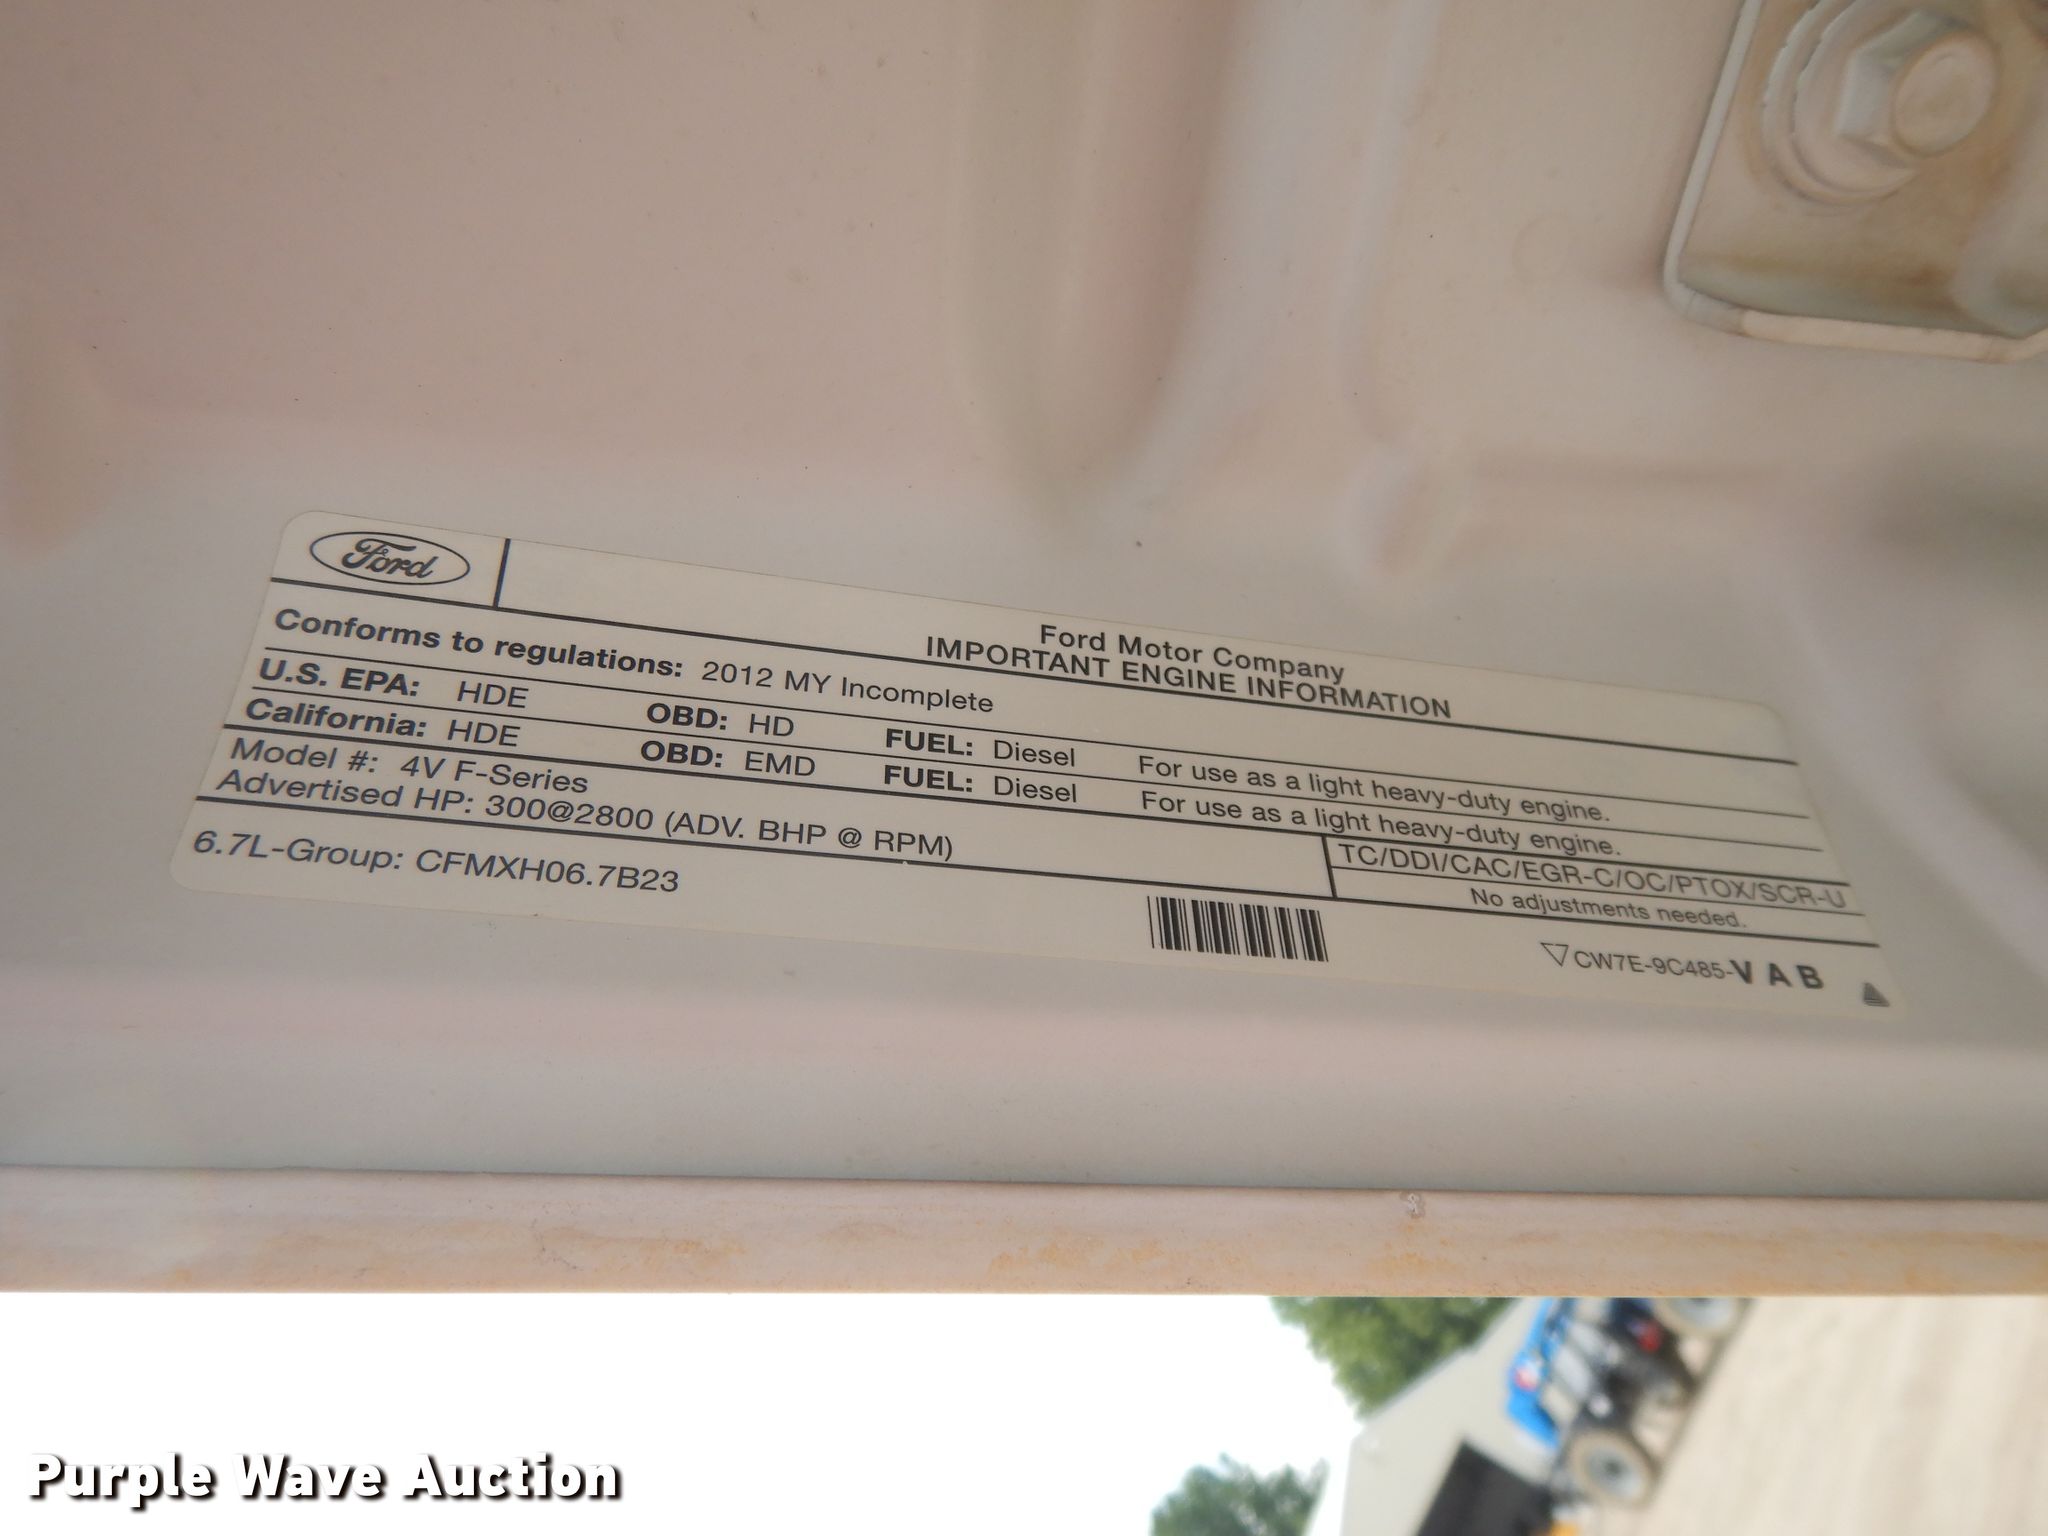 Ford
Ford Motor Company
IMPORTANT ENGINE INFORMATION
Conforms to regulations: 2012 MY Incomplete
U.S. EPA: HDE OBD: HD FUEL: Diesel For use as a light heavy-duty engine.
California: HDE OBD: EMD FUEL: Diesel For use as a light heavy-duty engine.
Model #: 4V F-Series
Advertised HP: 300@2800 (ADV. BHP @ RPM)
TC/DDI/CAC/EGR-C/OC/PTOX/SCR-U
No adjustments needed.
6.7L-Group: CFMXH06.7B23
CW7E-9C485-VAB
Purple Wave Auction